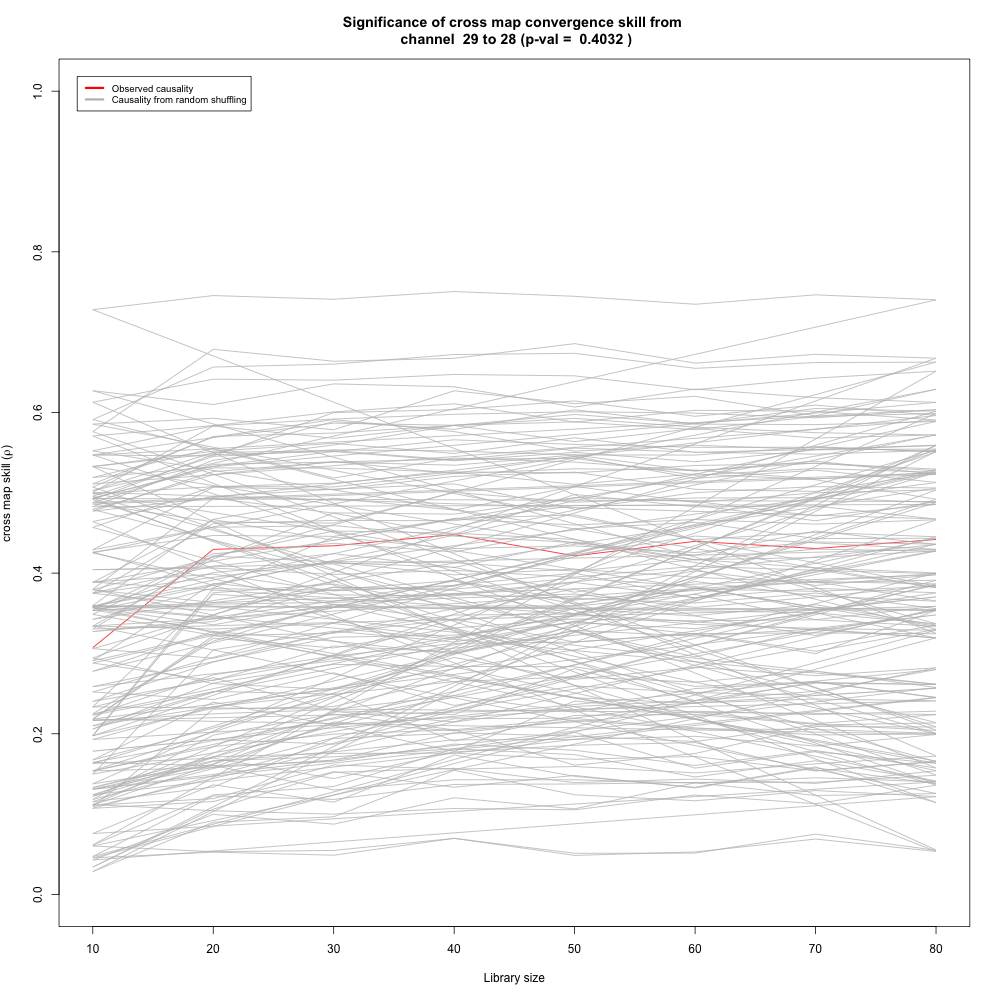 Significance of cross map convergence skill from
channel  29 to 28 (p-val =  0.4032 )
Observed causality
Causality from random shuffling
1.0
0.8
0.6
0.4
0.2
0.0
cross map skill (ρ)
10 20 30 40 50 60 70 80
Library size